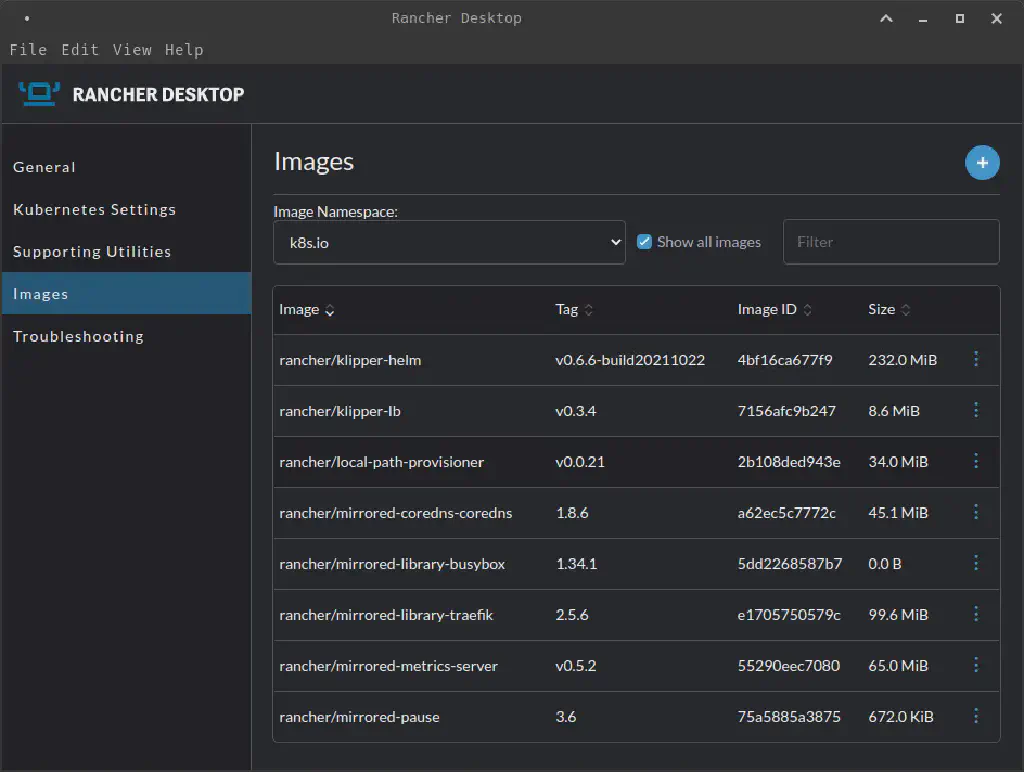 Rancher Desktop
File Edit View Help
RANCHER DESKTOP
General
Kubernetes Settings
Supporting Utilities
Images
Troubleshooting
Images
Image Namespace:
k8s.io Show all images Filter
Image Tag Image ID Size
rancher/klipper-helm v0.6.6-build20211022 4bf16ca677f9 232.0 MiB
rancher/klipper-lb v0.3.4 7156afc9b247 8.6 MiB
rancher/local-path-provisioner v0.0.21 2b108ded943e 34.0 MiB
rancher/mirrored-coredns-coredns 1.8.6 a62ec5c7772c 45.1 MiB
rancher/mirrored-library-busybox 1.34.1 5dd2268587b7 0.0 B
rancher/mirrored-library-traefik 2.5.6 e1705750579c 99.6 MiB
rancher/mirrored-metrics-server v0.5.2 55290eec7080 65.0 MiB
rancher/mirrored-pause 3.6 75a5885a3875 672.0 KiB